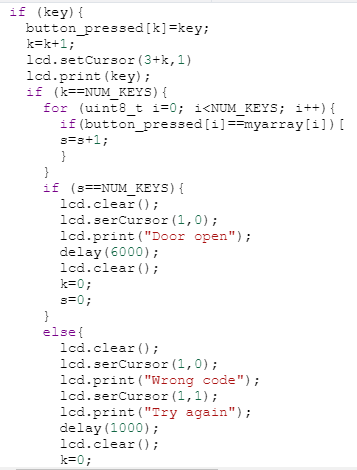 if (key){
button_pressed[k]=key;
k=k+1;
lcd.setCursor(3+k,1)
lcd.print(key);
if (k==NUM_KEYS){
for (uint8_t i=0; i<NUM_KEYS; i++){
if(button_pressed[i]==myarray[i])[
s=s+1;
}
}
if (s==NUM_KEYS){
lcd.clear();
lcd.serCursor(1,0);
lcd.print("Door open");
delay(6000);
lcd.clear();
k=0;
s=0;
}
else{
lcd.clear();
lcd.serCursor(1,0);
lcd.print("Wrong code");
lcd.serCursor(1,1);
lcd.print("Try again");
delay(1000);
lcd.clear();
k=0;